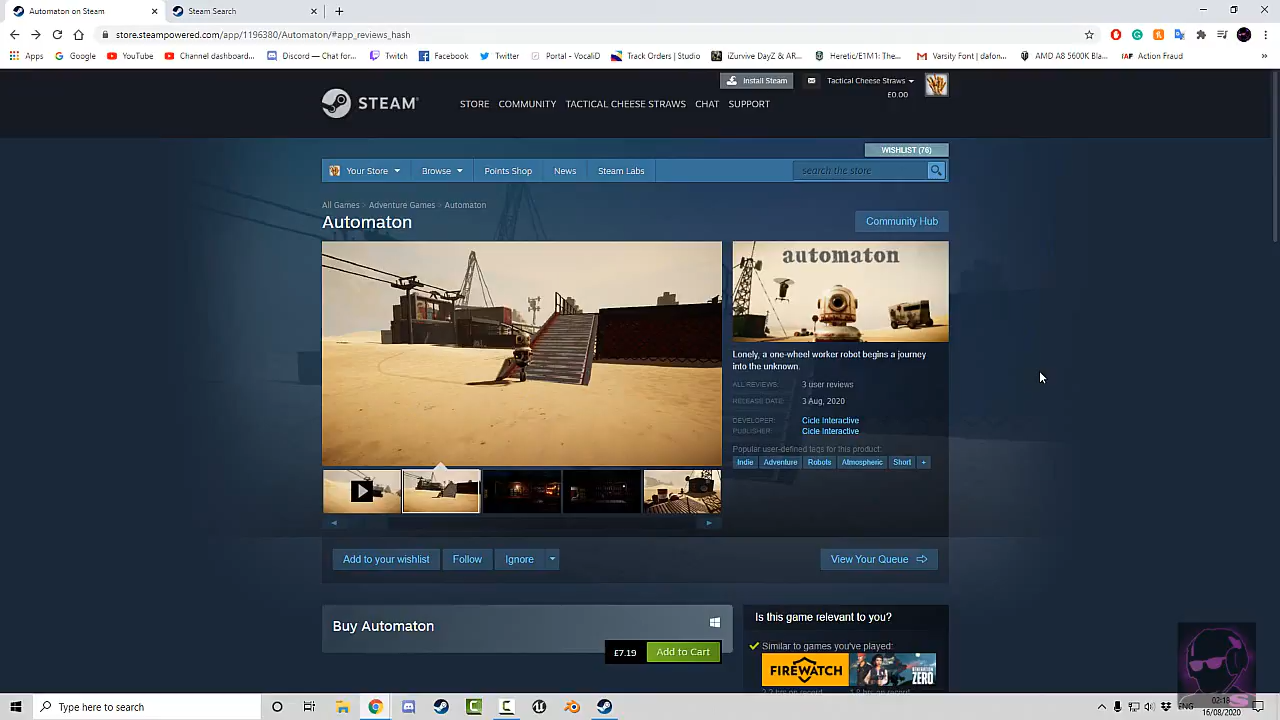 Automaton on Steam
Steam Search
store.steampowered.com/app/1196380/Automaton/#app_reviews_hash
Apps
Google
YouTube
Channel dashboard...
Discord — Chat for...
Twitch
Facebook
Twitter
Portal - VocaliD
Track Orders | Studio
iZurvive DayZ & AR...
Heretic/E1M1: The...
Varsity Font | dafon...
AMD A8 5600K Bla...
Action Fraud
Install Steam
Tactical Cheese Straws
£0.00
STEAM
STORE
COMMUNITY
TACTICAL CHEESE STRAWS
CHAT
SUPPORT
WISHLIST (76)
Your Store
Browse
Points Shop
News
Steam Labs
search the store
All Games > Adventure Games > Automaton
Automaton
Community Hub
automaton
Lonely, a one-wheel worker robot begins a journey
into the unknown.
ALL REVIEWS: 3 user reviews
RELEASE DATE: 3 Aug, 2020
DEVELOPER: Cicle Interactive
PUBLISHER: Cicle Interactive
Popular user-defined tags for this product:
Indie Adventure Robots Atmospheric Short +
Add to your wishlist
Follow
Ignore
View Your Queue
Buy Automaton
£7.19
Add to Cart
Is this game relevant to you?
Similar to games you've played:
FIREWATCH
GENERATION
ZERO
Type here to search
ENG
02:18
16/08/2020